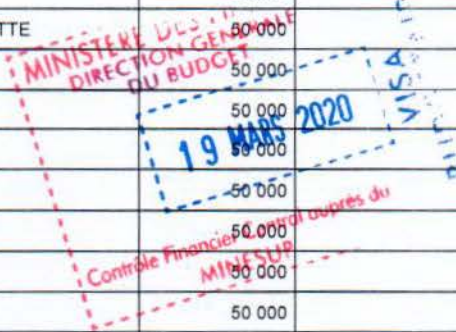 TTE 50 000
MINISTERE DES
DIRECTION GENERALE
DU BUDGET
50 000
50 000
19 MARS 2020
50 000
VISA
50 000
50 000
Contrôle Financier Central auprès du
MINESUP
50 000
50 000